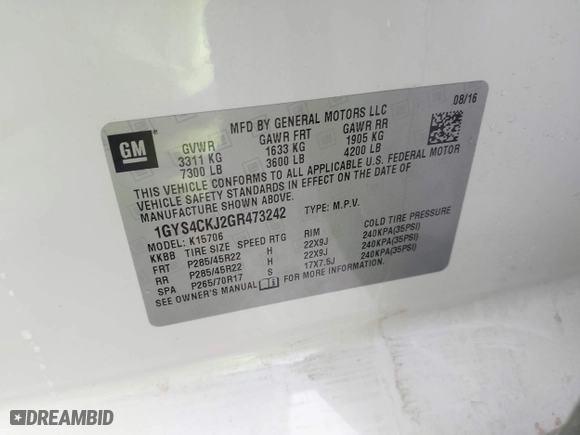 08/16
MFD BY GENERAL MOTORS LLC
GM
GVWR GAWR FRT GAWR RR
3311 KG 1633 KG 1905 KG
7300 LB 3600 LB 4200 LB
THIS VEHICLE CONFORMS TO ALL APPLICABLE U.S. FEDERAL MOTOR
VEHICLE SAFETY STANDARDS IN EFFECT ON THE DATE OF
MANUFACTURE SHOWN ABOVE.
1GYS4CKJ2GR473242 TYPE: M.P.V.
MODEL: K15706
KKBB TIRE SIZE SPEED RTG RIM COLD TIRE PRESSURE
FRT P285/45R22 H 22X9J 240KPA(35PSI)
RR P285/45R22 H 22X9J 240KPA(35PSI)
SPA P265/70R17 S 17X7.5J 240KPA(35PSI)
SEE OWNER'S MANUAL FOR MORE INFORMATION.
DREAMBID